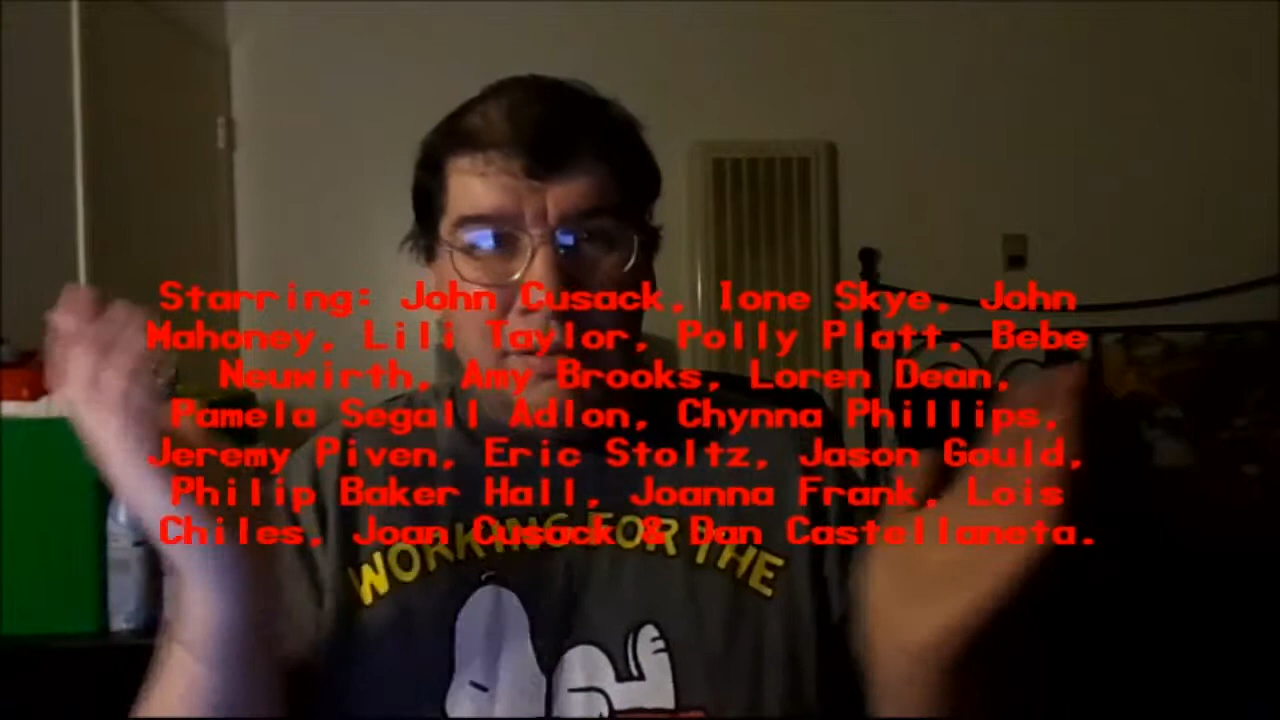 Starring: John Cusack, Ione Skye, John
Mahoney, Lili Taylor, Polly Platt, Bebe
Neuwirth, Amy Brooks, Loren Dean,
Pamela Segall Adlon, Chynna Phillips,
Jeremy Piven, Eric Stoltz, Jason Gould,
Philip Baker Hall, Joanna Frank, Lois
Chiles, Joan Cusack & Dan Castellaneta.
WORKING FOR THE